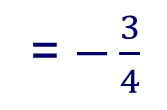 = − 3/4